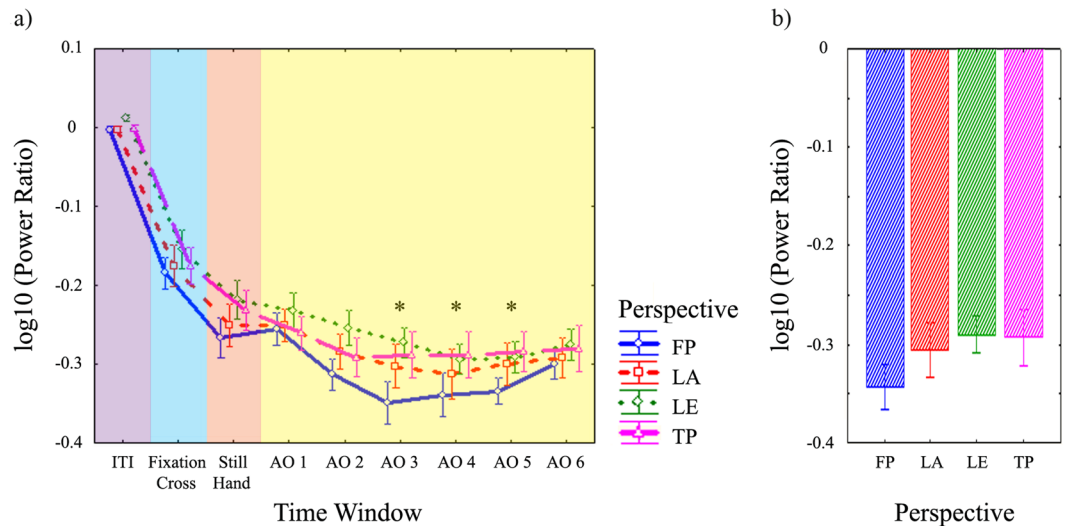 a)
log10 (Power Ratio)
0.1
0
-0.1
-0.2
-0.3
-0.4
* * *
ITI Fixation Cross Still Hand AO 1 AO 2 AO 3 AO 4 AO 5 AO 6
Time Window
Perspective
FP
LA
LE
TP
b)
log10 (Power Ratio)
0
-0.1
-0.2
-0.3
-0.4
FP LA LE TP
Perspective